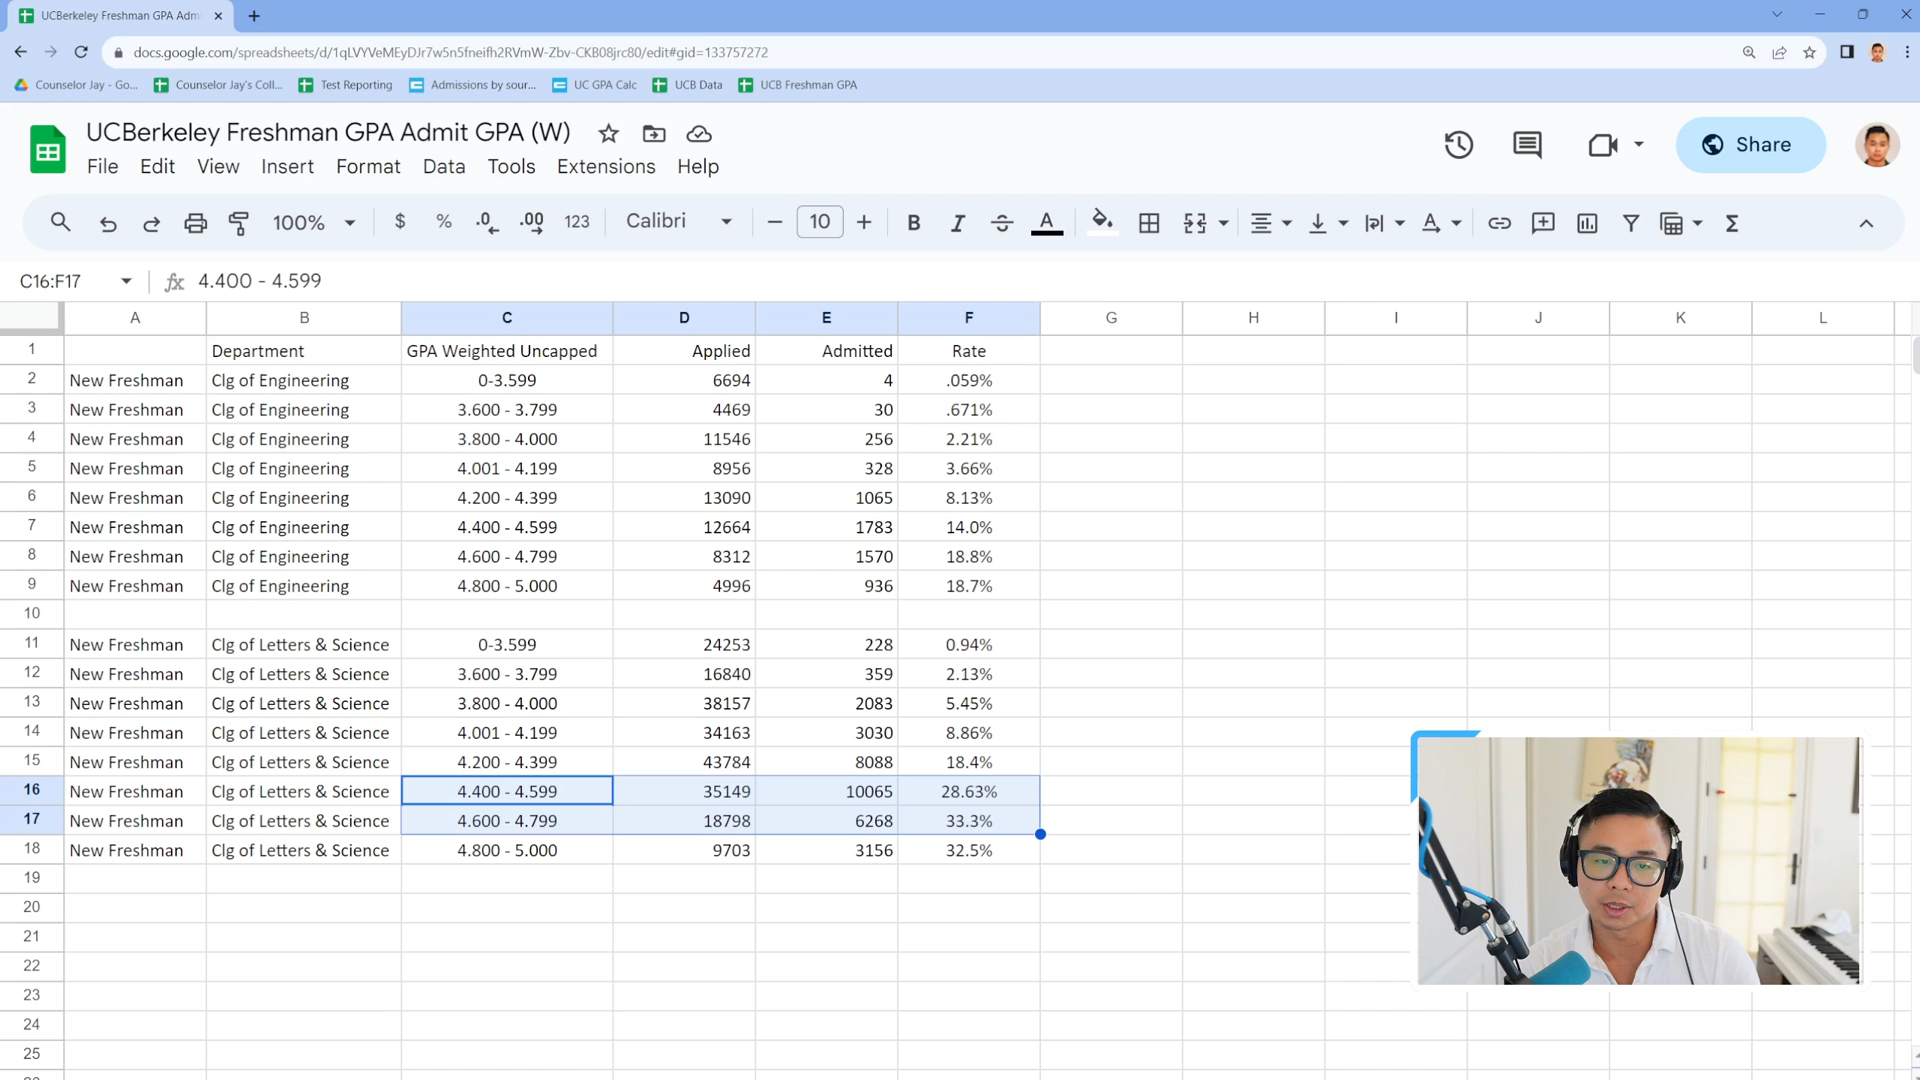 UCBerkeley Freshman GPA Adm
docs.google.com/spreadsheets/d/1qLVYVeMEyDJr7w5n5fneifh2RVmW-Zbv-CKB08jrc80/edit#gid=133757272
Counselor Jay - Go... Counselor Jay's Coll... Test Reporting Admissions by sour... UC GPA Calc UCB Data UCB Freshman GPA
UCBerkeley Freshman GPA Admit GPA (W)
File Edit View Insert Format Data Tools Extensions Help
Share
100% $ % .0 .00 123 Calibri 10 B I A A Σ
C16:F17 fx 4.400 - 4.599
A B C D E F G H I J K L
1 Department GPA Weighted Uncapped Applied Admitted Rate
2 New Freshman Clg of Engineering 0-3.599 6694 4 .059%
3 New Freshman Clg of Engineering 3.600 - 3.799 4469 30 .671%
4 New Freshman Clg of Engineering 3.800 - 4.000 11546 256 2.21%
5 New Freshman Clg of Engineering 4.001 - 4.199 8956 328 3.66%
6 New Freshman Clg of Engineering 4.200 - 4.399 13090 1065 8.13%
7 New Freshman Clg of Engineering 4.400 - 4.599 12664 1783 14.0%
8 New Freshman Clg of Engineering 4.600 - 4.799 8312 1570 18.8%
9 New Freshman Clg of Engineering 4.800 - 5.000 4996 936 18.7%
10
11 New Freshman Clg of Letters & Science 0-3.599 24253 228 0.94%
12 New Freshman Clg of Letters & Science 3.600 - 3.799 16840 359 2.13%
13 New Freshman Clg of Letters & Science 3.800 - 4.000 38157 2083 5.45%
14 New Freshman Clg of Letters & Science 4.001 - 4.199 34163 3030 8.86%
15 New Freshman Clg of Letters & Science 4.200 - 4.399 43784 8088 18.4%
16 New Freshman Clg of Letters & Science 4.400 - 4.599 35149 10065 28.63%
17 New Freshman Clg of Letters & Science 4.600 - 4.799 18798 6268 33.3%
18 New Freshman Clg of Letters & Science 4.800 - 5.000 9703 3156 32.5%
19
20
21
22
23
24
25